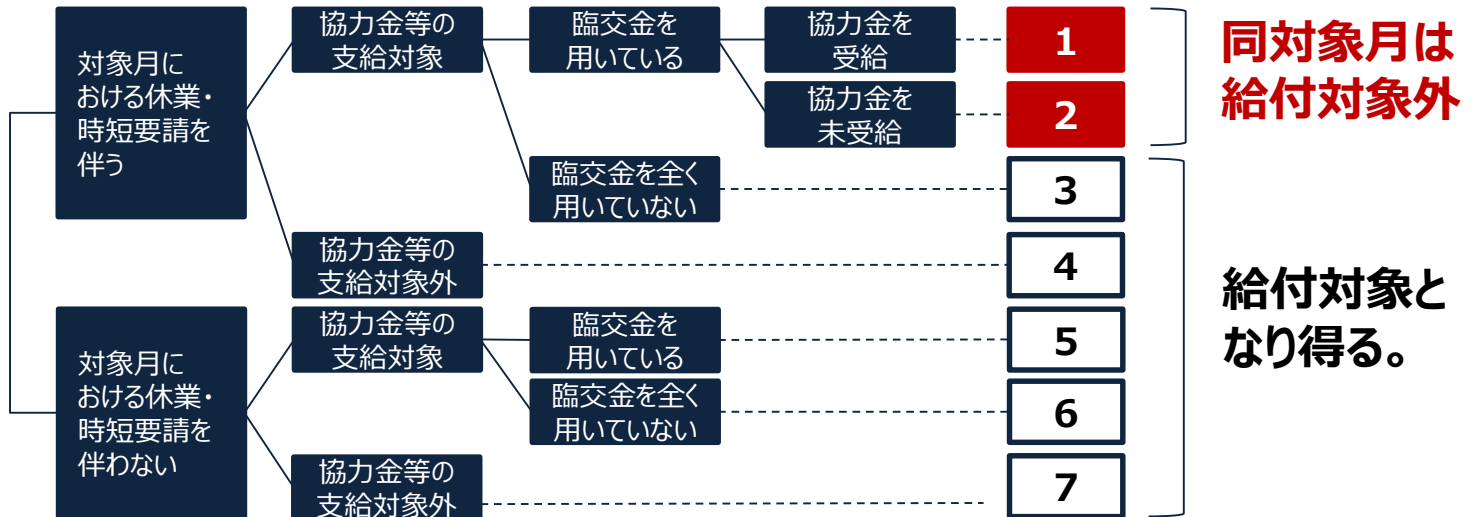 対象月に
おける休業・
時短要請を
伴う
協力金等の
支給対象
臨交金を
用いている
協力金を
受給
1
協力金を
未受給
2
臨交金を全く
用いていない
3
協力金等の
支給対象外
4
同対象月は
給付対象外
対象月に
おける休業・
時短要請を
伴わない
協力金等の
支給対象
臨交金を
用いている
5
臨交金を全く
用いていない
6
協力金等の
支給対象外
7
給付対象と
なり得る。